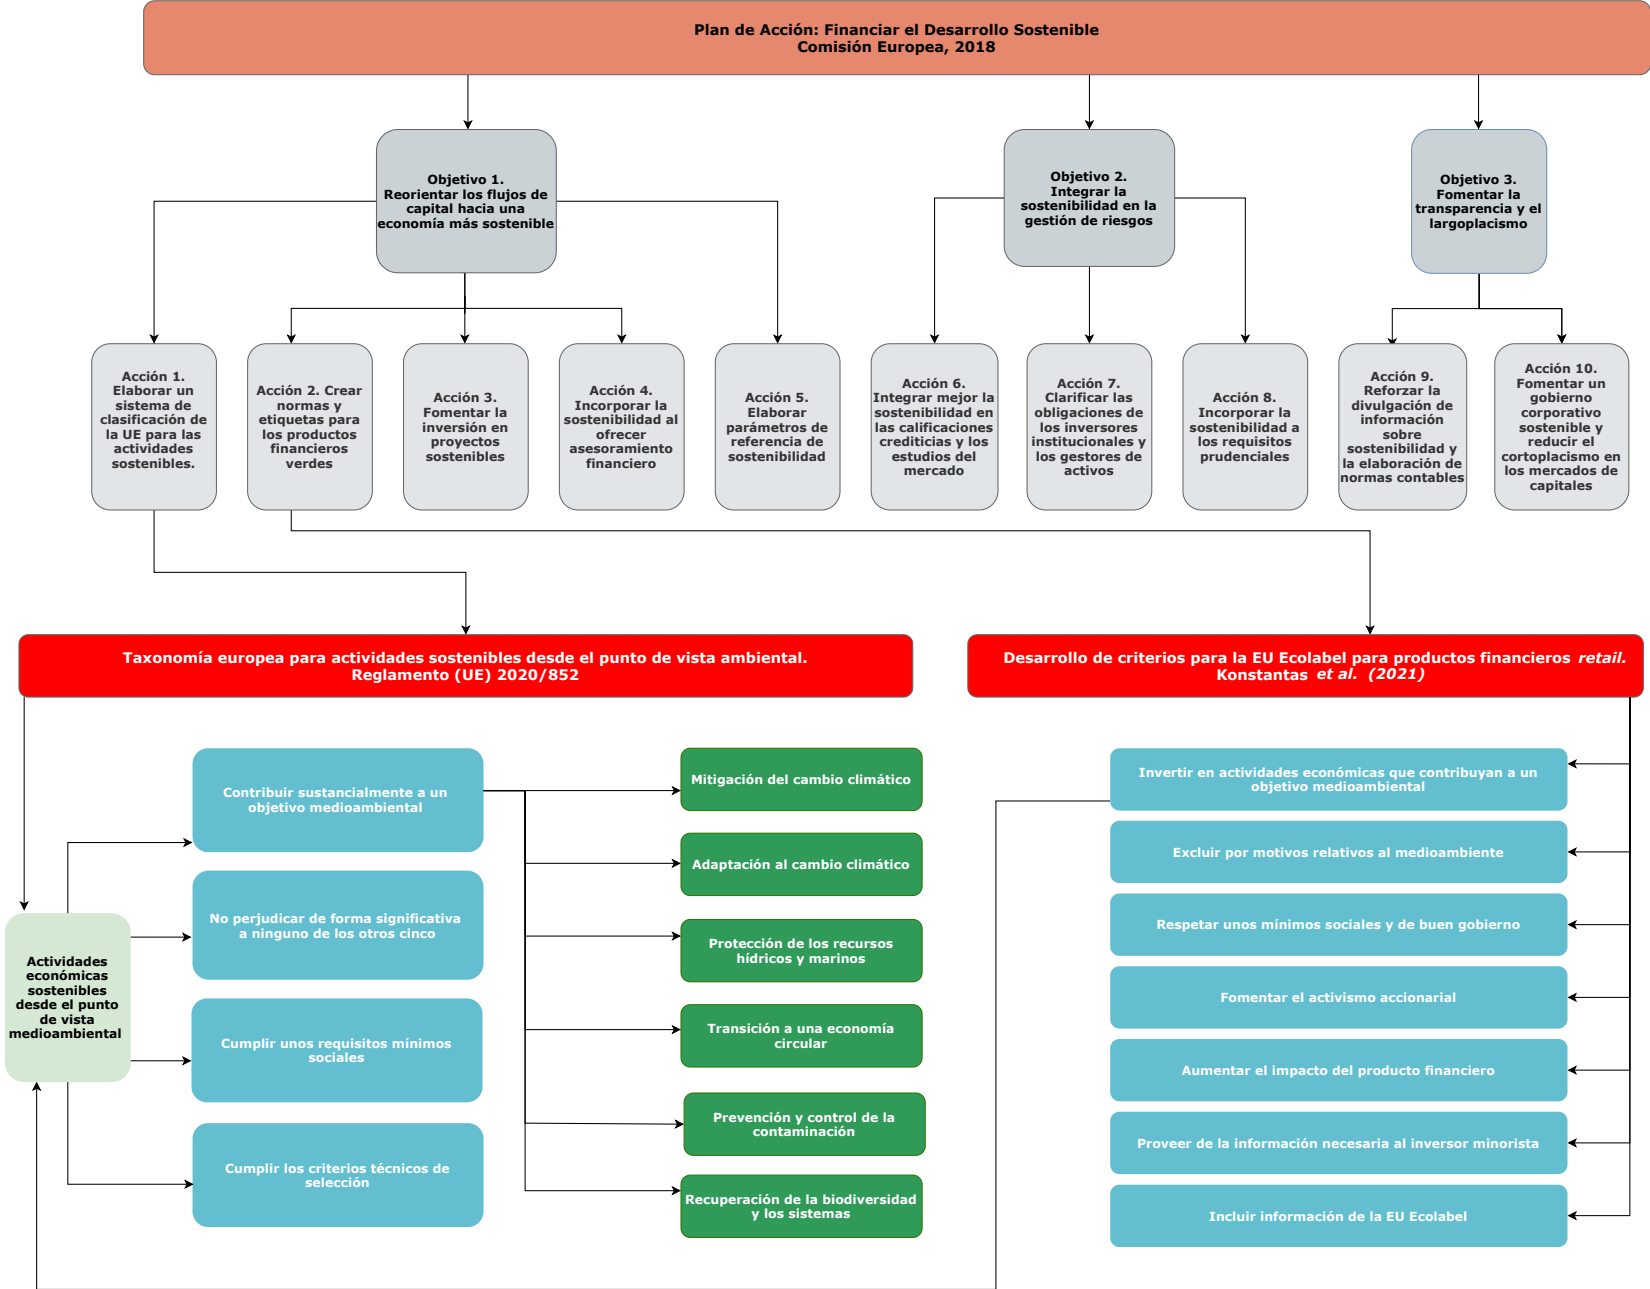 Plan de Acción: Financiar el Desarrollo Sostenible
Comisión Europea, 2018
Objetivo 1.
Reorientar los flujos de
capital hacia una
economía más sostenible
Objetivo 2.
Integrar la
sostenibilidad en la
gestión de riesgos
Objetivo 3.
Fomentar la
transparencia y el
largoplacismo
Acción 1.
Elaborar un
sistema de
clasificación de
la UE para las
actividades
sostenibles.
Acción 2. Crear
normas y
etiquetas para
los productos
financieros
verdes
Acción 3.
Fomentar la
inversión en
proyectos
sostenibles
Acción 4.
Incorporar la
sostenibilidad al
ofrecer
asesoramiento
financiero
Acción 5.
Elaborar
parámetros de
referencia de
sostenibilidad
Acción 6.
Integrar mejor la
sostenibilidad en
las calificaciones
crediticias y los
estudios del
mercado
Acción 7.
Clarificar las
obligaciones de
los inversores
institucionales y
los gestores de
activos
Acción 8.
Incorporar la
sostenibilidad a
los requisitos
prudenciales
Acción 9.
Reforzar la
divulgación de
información
sobre
sostenibilidad y
la elaboración de
normas contables
Acción 10.
Fomentar un
gobierno
corporativo
sostenible y
reducir el
cortoplacismo en
los mercados de
capitales
Taxonomía europea para actividades sostenibles desde el punto de vista ambiental.
Reglamento (UE) 2020/852
Desarrollo de criterios para la EU Ecolabel para productos financieros retail.
Konstantas et al. (2021)
Actividades
económicas
sostenibles
desde el punto
de vista
medioambiental
Contribuir sustancialmente a un
objetivo medioambiental
No perjudicar de forma significativa
a ninguno de los otros cinco
Cumplir unos requisitos mínimos
sociales
Cumplir los criterios técnicos de
selección
Mitigación del cambio climático
Adaptación al cambio climático
Protección de los recursos
hídricos y marinos
Transición a una economía
circular
Prevención y control de la
contaminación
Recuperación de la biodiversidad
y los sistemas
Invertir en actividades económicas que contribuyan a un
objetivo medioambiental
Excluir por motivos relativos al medioambiente
Respetar unos mínimos sociales y de buen gobierno
Fomentar el activismo accionarial
Aumentar el impacto del producto financiero
Proveer de la información necesaria al inversor minorista
Incluir información de la EU Ecolabel